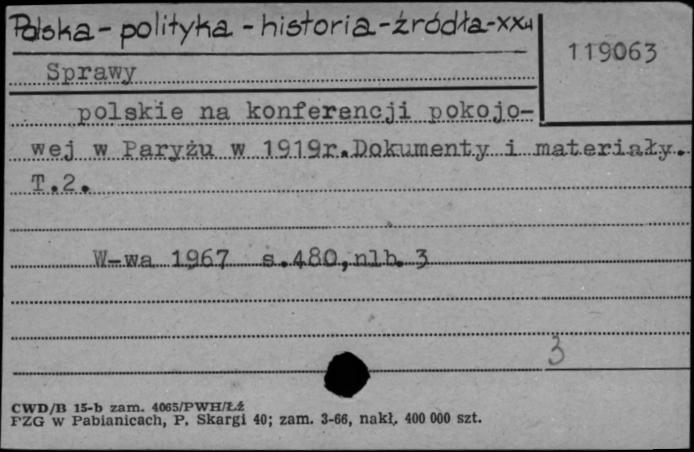 Polska - polityka - historia - źródła - XXw
119063
Sprawy
polskie na konferencji pokojo-
wej w Paryżu w 1919r.Dokumenty i materiały.
T.2.
W-wa 1967 s.480,nlb. 3
3
CWD/B 15-b zam. 4065/PWH/Łź
PZG w Pabianicach, P. Skargi 40; zam. 3-66, nakł. 400 000 szt.